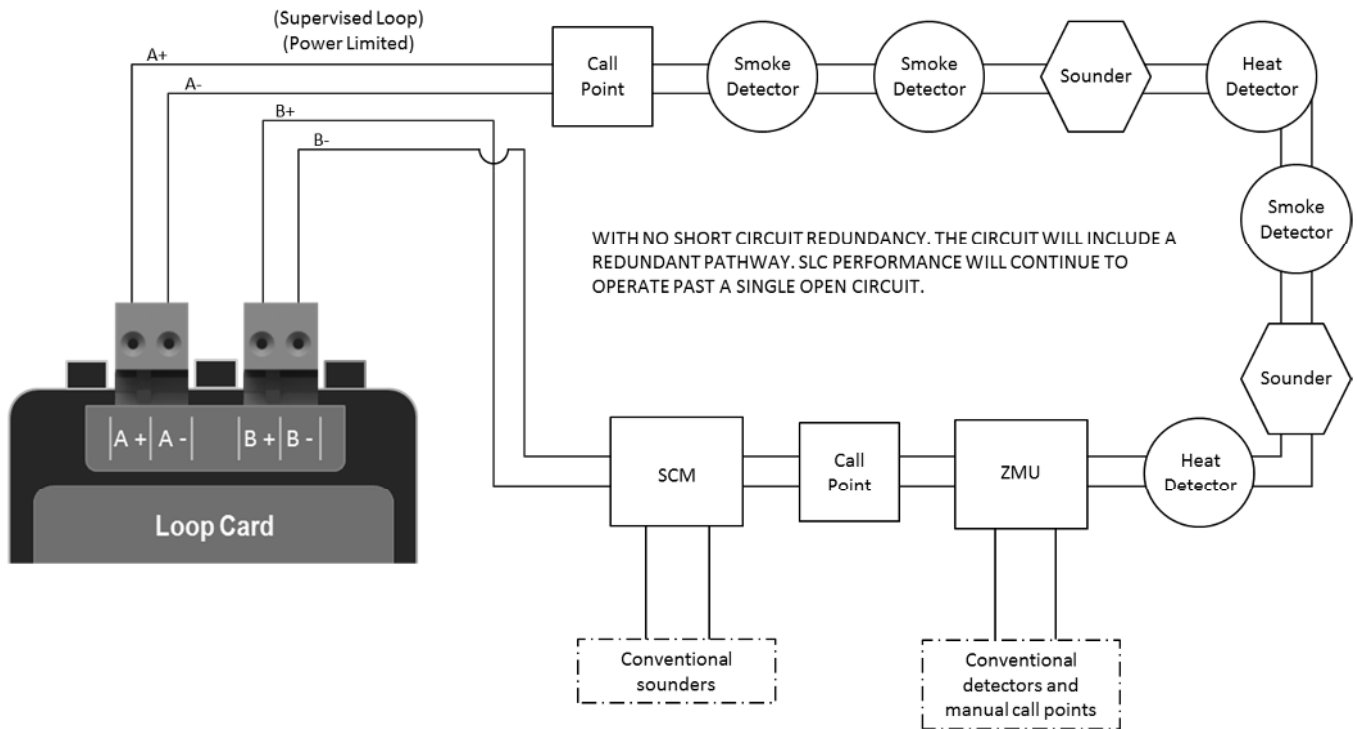 (Supervised Loop)
(Power Limited)
A+
A-
B+
B-
Call
Point
Smoke
Detector
Smoke
Detector
Sounder
Heat
Detector
Smoke
Detector
WITH NO SHORT CIRCUIT REDUNDANCY. THE CIRCUIT WILL INCLUDE A
REDUNDANT PATHWAY. SLC PERFORMANCE WILL CONTINUE TO
OPERATE PAST A SINGLE OPEN CIRCUIT.
Sounder
A + A - B + B -
Loop Card
SCM
Call
Point
ZMU
Heat
Detector
Conventional
sounders
Conventional
detectors and
manual call points